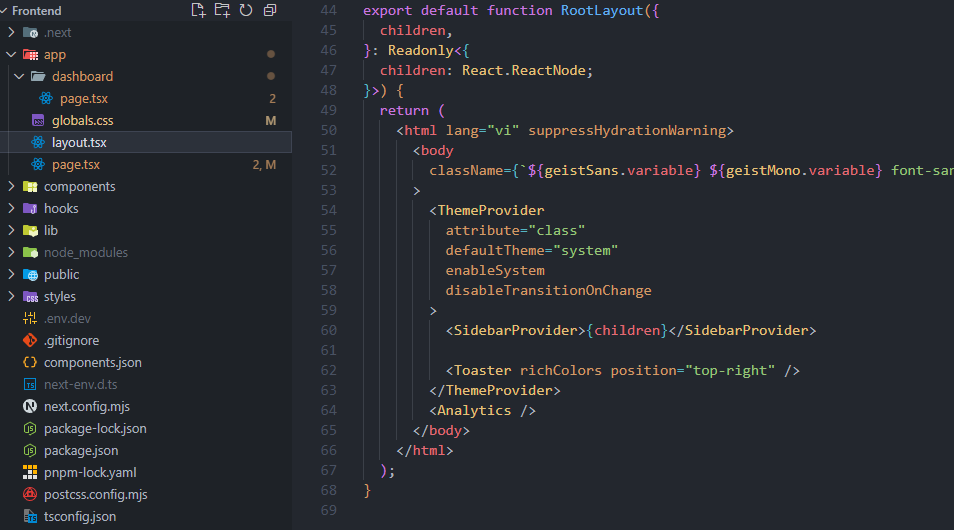 Frontend
.next
app
dashboard
page.tsx 2
globals.css M
layout.tsx
page.tsx 2, M
components
hooks
lib
node_modules
public
styles
.env.dev
.gitignore
components.json
next-env.d.ts
next.config.mjs
package-lock.json
package.json
pnpm-lock.yaml
postcss.config.mjs
tsconfig.json
44 export default function RootLayout({
45 children,
46 }: Readonly<{
47 children: React.ReactNode;
48 }>) {
49 return (
50 <html lang="vi" suppressHydrationWarning>
51 <body
52 className={`${geistSans.variable} ${geistMono.variable} font-san
53 >
54 <ThemeProvider
55 attribute="class"
56 defaultTheme="system"
57 enableSystem
58 disableTransitionOnChange
59 >
60 <SidebarProvider>{children}</SidebarProvider>
61
62 <Toaster richColors position="top-right" />
63 </ThemeProvider>
64 <Analytics />
65 </body>
66 </html>
67 );
68 }
69